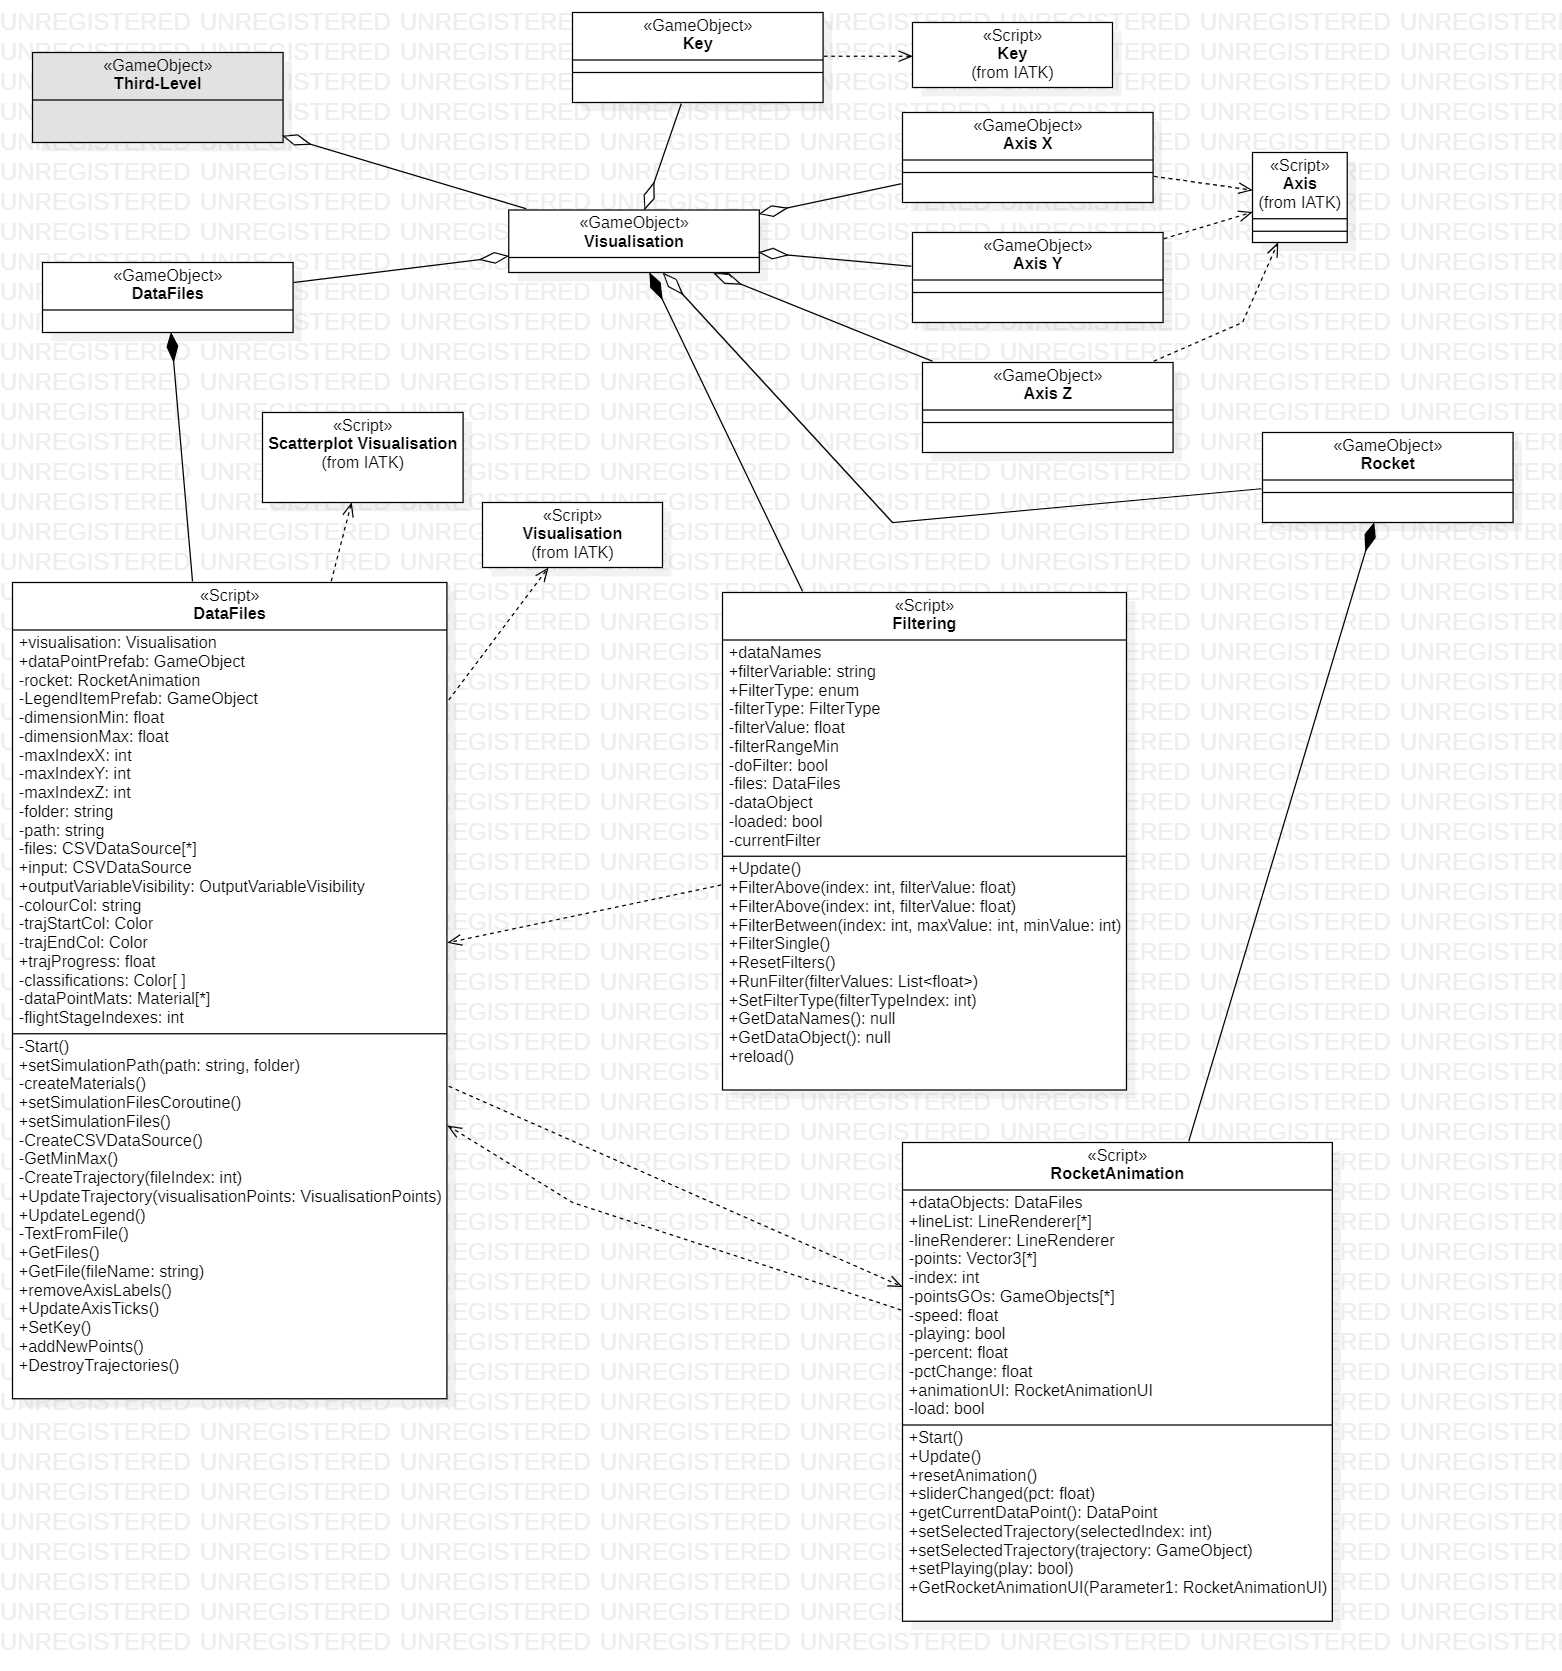 «GameObject»
Third-Level
«GameObject»
Key
«Script»
Key
(from IATK)
«GameObject»
Axis X
«Script»
Axis
(from IATK)
«GameObject»
Visualisation
«GameObject»
Axis Y
«GameObject»
DataFiles
«GameObject»
Axis Z
«Script»
Scatterplot Visualisation
(from IATK)
«GameObject»
Rocket
«Script»
Visualisation
(from IATK)
«Script»
DataFiles
+visualisation: Visualisation
+dataPointPrefab: GameObject
-rocket: RocketAnimation
-LegendItemPrefab: GameObject
-dimensionMin: float
-dimensionMax: float
-maxIndexX: int
-maxIndexY: int
-maxIndexZ: int
-folder: string
-path: string
-files: CSVDataSource[*]
+input: CSVDataSource
+outputVariableVisibility: OutputVariableVisibility
-colourCol: string
-trajStartCol: Color
-trajEndCol: Color
+trajProgress: float
-classifications: Color[ ]
-dataPointMats: Material[*]
-flightStageIndexes: int
-Start()
+setSimulationPath(path: string, folder)
-createMaterials()
+setSimulationFilesCoroutine()
+setSimulationFiles()
-CreateCSVDataSource()
-GetMinMax()
-CreateTrajectory(fileIndex: int)
+UpdateTrajectory(visualisationPoints: VisualisationPoints)
+UpdateLegend()
-TextFromFile()
+GetFiles()
+GetFile(fileName: string)
+removeAxisLabels()
+UpdateAxisTicks()
+SetKey()
+addNewPoints()
+DestroyTrajectories()
«Script»
Filtering
+dataNames
+filterVariable: string
+FilterType: enum
-filterType: FilterType
-filterValue: float
-filterRangeMin
-doFilter: bool
-files: DataFiles
-dataObject
-loaded: bool
-currentFilter
+Update()
+FilterAbove(index: int, filterValue: float)
+FilterAbove(index: int, filterValue: float)
+FilterBetween(index: int, maxValue: int, minValue: int)
+FilterSingle()
+ResetFilters()
+RunFilter(filterValues: List<float>)
+SetFilterType(filterTypeIndex: int)
+GetDataNames(): null
+GetDataObject(): null
+reload()
«Script»
RocketAnimation
+dataObjects: DataFiles
+lineList: LineRenderer[*]
-lineRenderer: LineRenderer
-points: Vector3[*]
-index: int
-pointsGOs: GameObjects[*]
-speed: float
-playing: bool
-percent: float
-pctChange: float
+animationUI: RocketAnimationUI
-load: bool
+Start()
+Update()
+resetAnimation()
+sliderChanged(pct: float)
+getCurrentDataPoint(): DataPoint
+setSelectedTrajectory(selectedIndex: int)
+setSelectedTrajectory(trajectory: GameObject)
+setPlaying(play: bool)
+GetRocketAnimationUI(Parameter1: RocketAnimationUI)